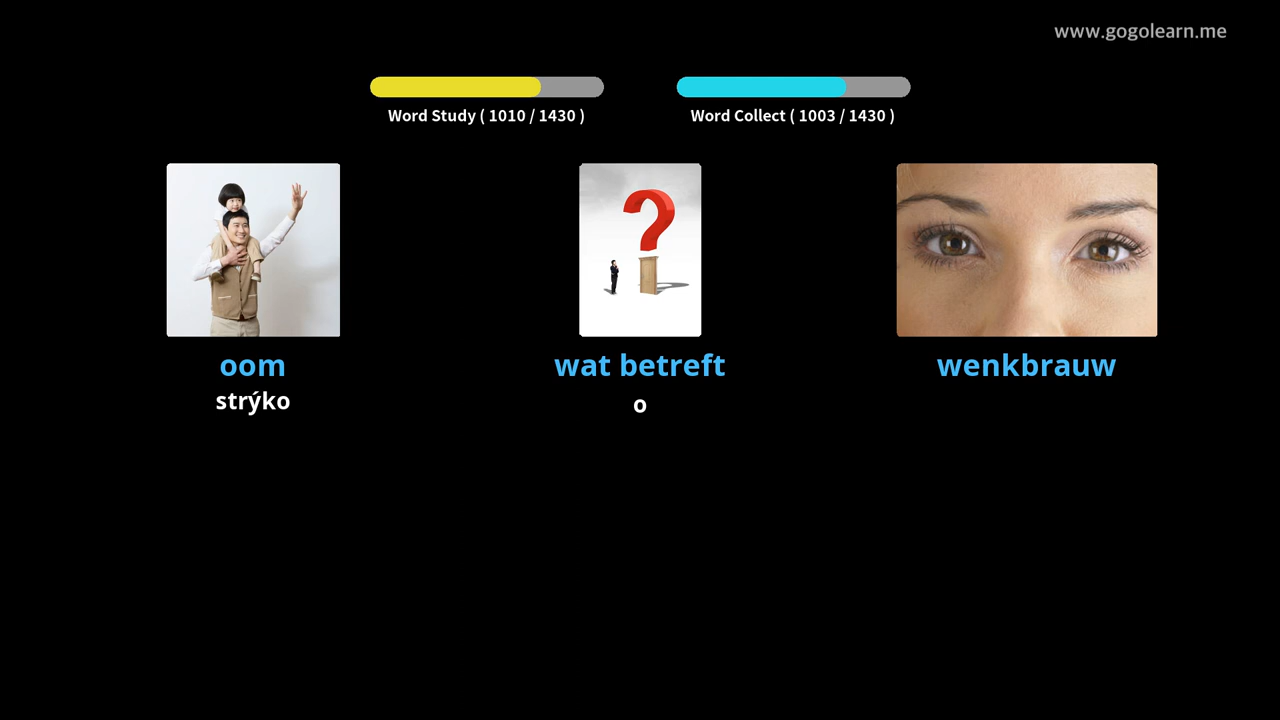 www.gogolearn.me
Word Study ( 1010 / 1430 )
Word Collect ( 1003 / 1430 )
oom
wat betreft
wenkbrauw
strýko
o